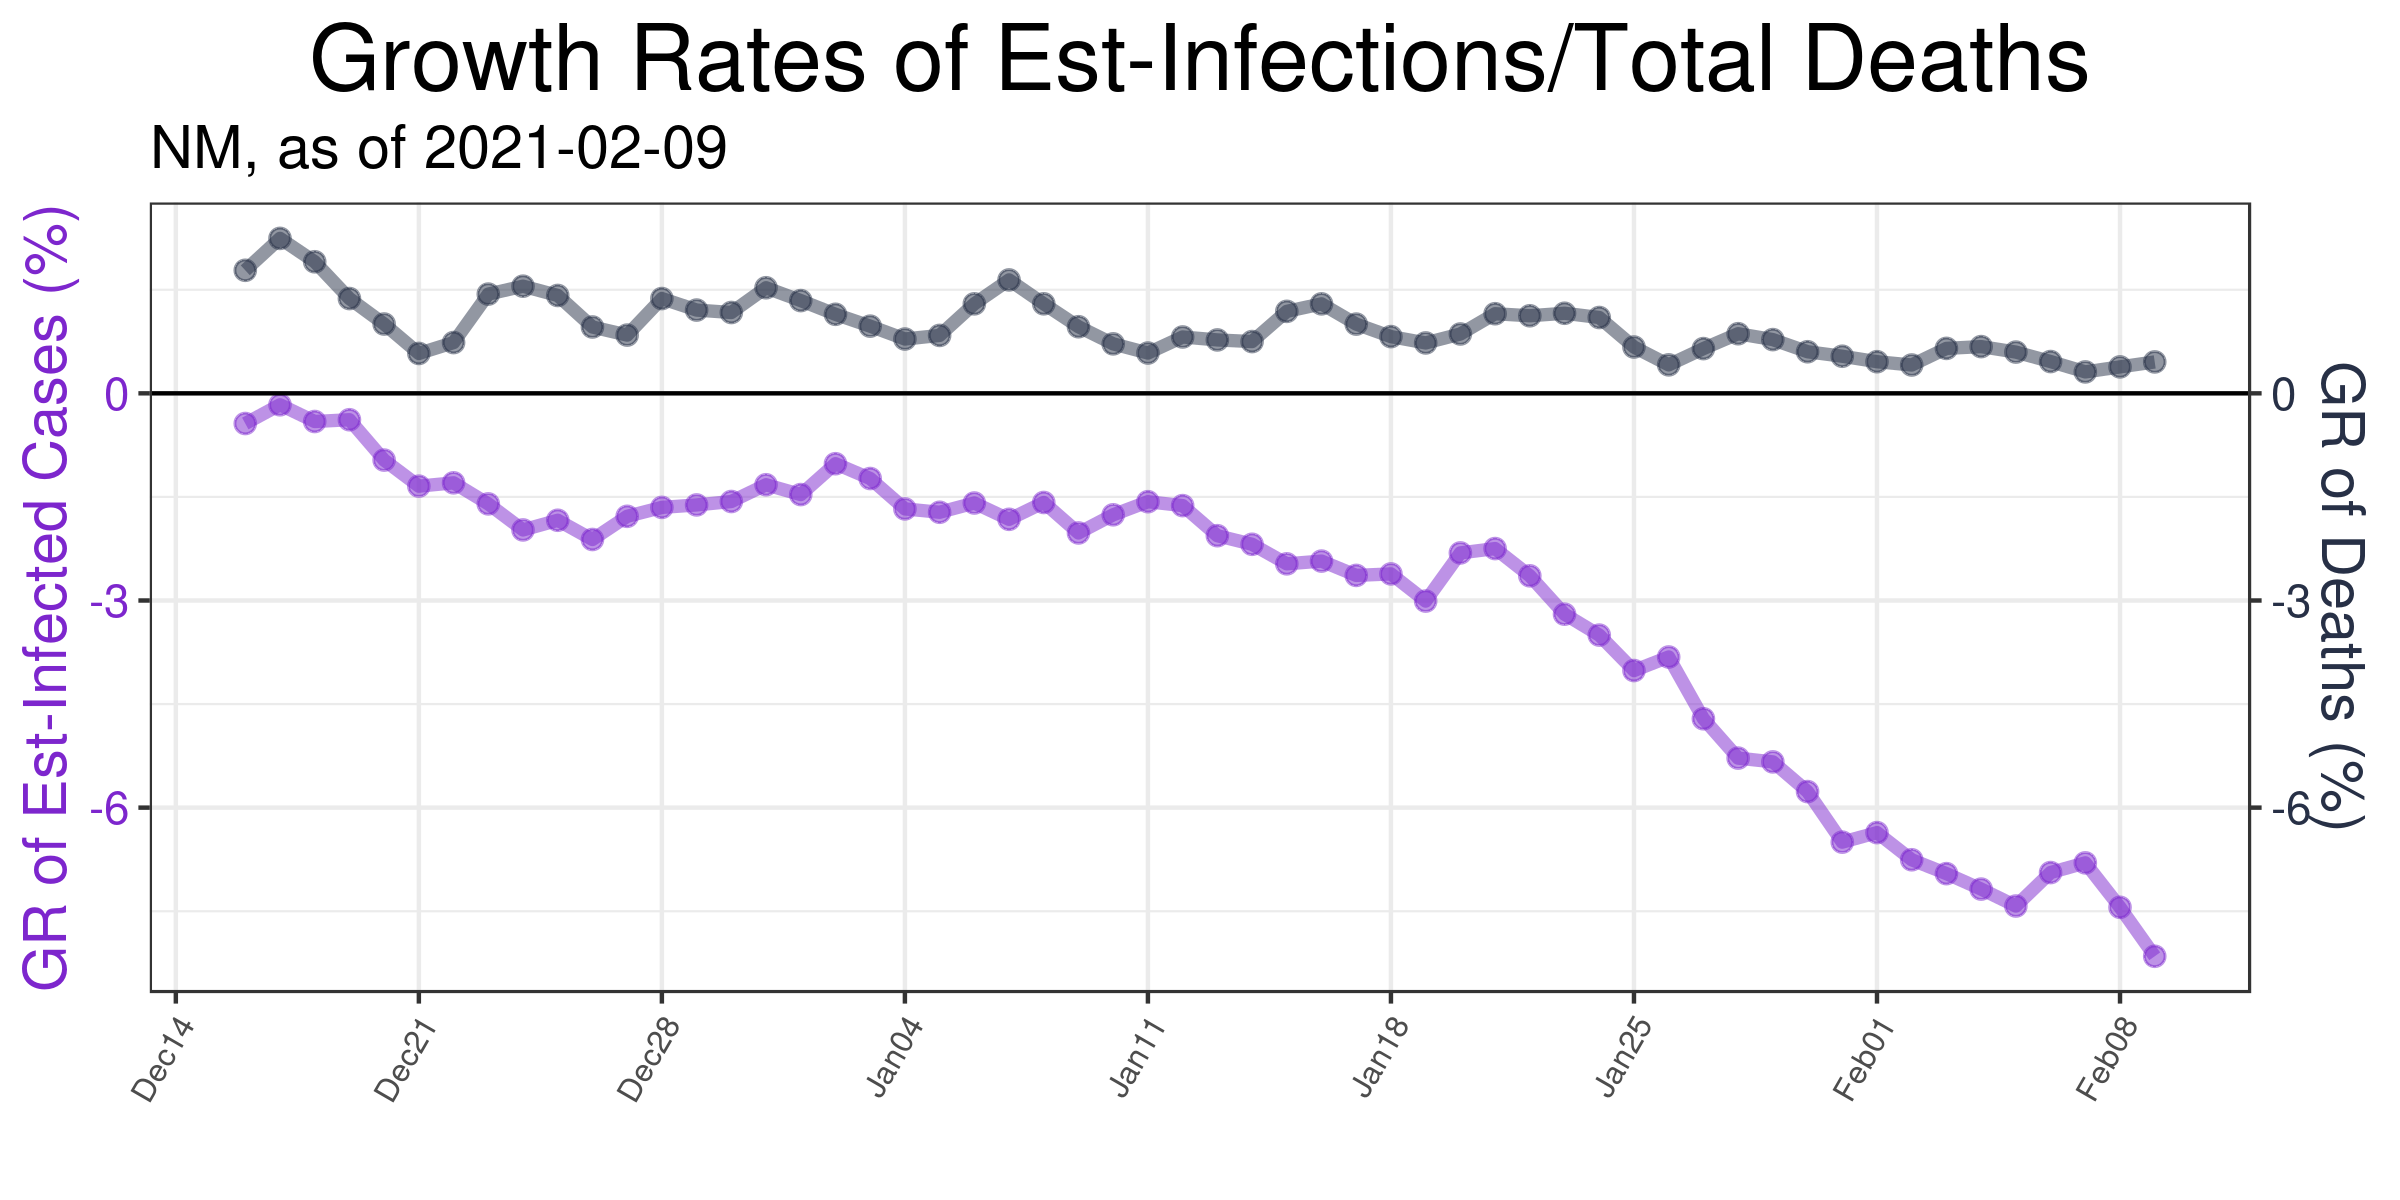 Growth Rates of Est-Infections/Total Deaths
NM, as of 2021-02-09
GR of Est-Infected Cases (%)
0
-3
-6
0
-3
-6
GR of Deaths (%)
Dec14
Dec21
Dec28
Jan04
Jan11
Jan18
Jan25
Feb01
Feb08